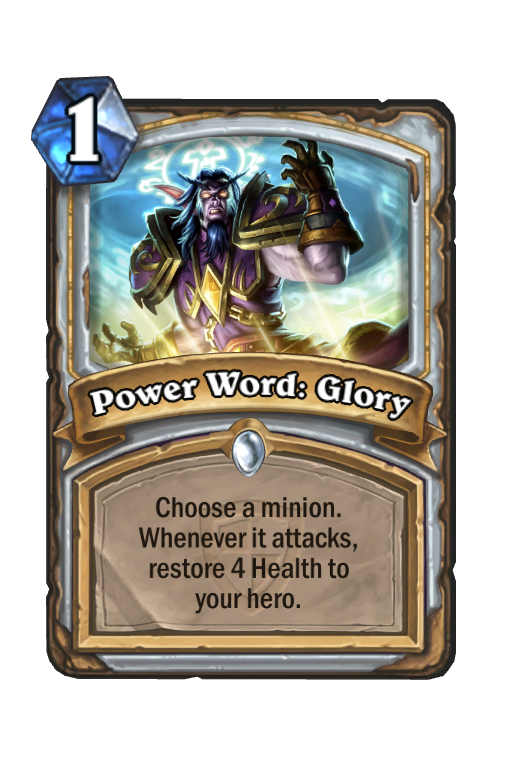 1
Power Word: Glory
Choose a minion.
Whenever it attacks,
restore 4 Health to
your hero.